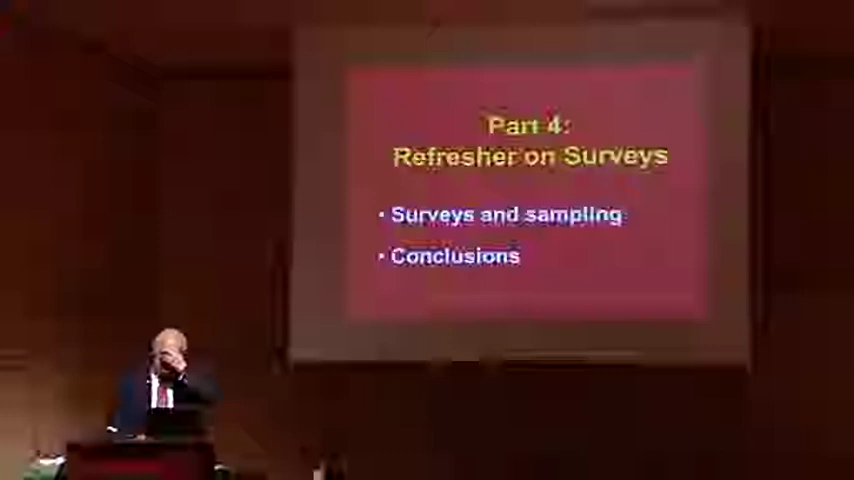 Part 4:
Refresher on Surveys
• Surveys and sampling
• Conclusions